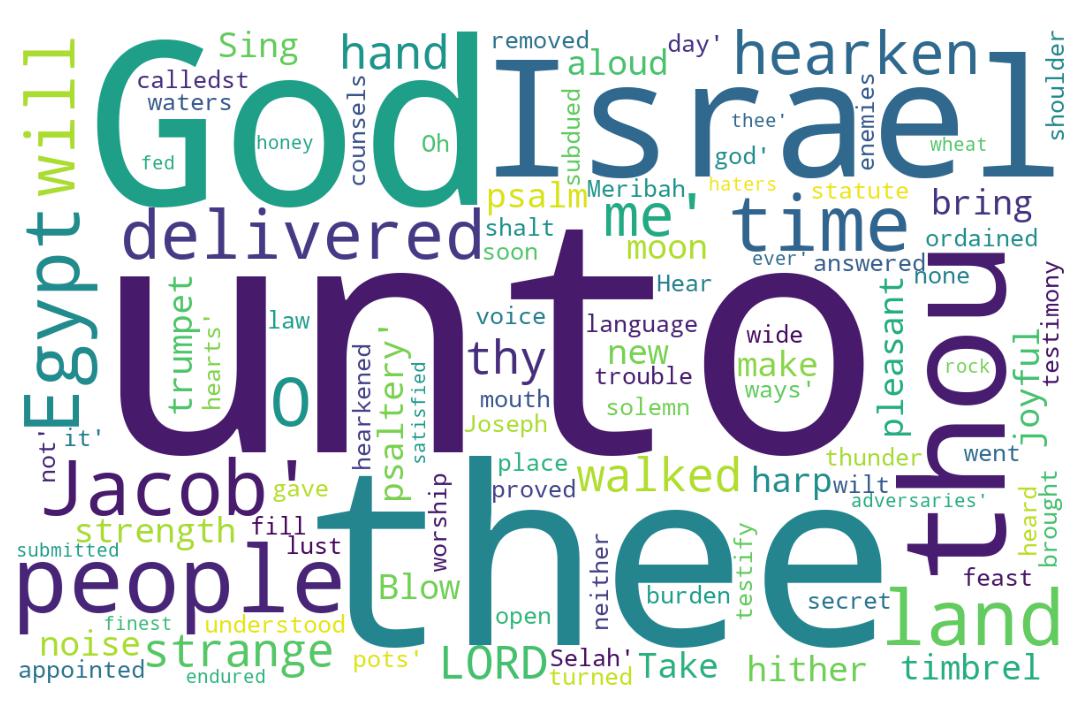 God
Israel
unto
thee
thou
will
Egypt
Sing
calledst
waters
fed
honey
hand
counsels
Oh
removed
aloud
day'
hearken
shoulder
subdued
thee'
god'
enemies
wheat
psalm
Meribah
haters
statute
delivered
shalt
soon
me'
moon
time
bring
ordained
ever'
answered
none
testimony
trumpet
hearts'
law
O
voice
Hear
language
thy
new
trouble
wide
make
ways'
pleasant
rock
joyful
hearkened
psaltery'
satisfied
mouth
Joseph
solemn
not'
it'
Jacob'
gave
place
proved
walked
harp
wilt
thunder
went
adversaries'
heard
brought
strength
fill
lust
worship
submitted
people
Blow
neither
testify
burden
secret
feast
land
finest
understood
open
noise
strange
appointed
endured
pots'
LORD
Selah'
turned
Take
hither
timbrel